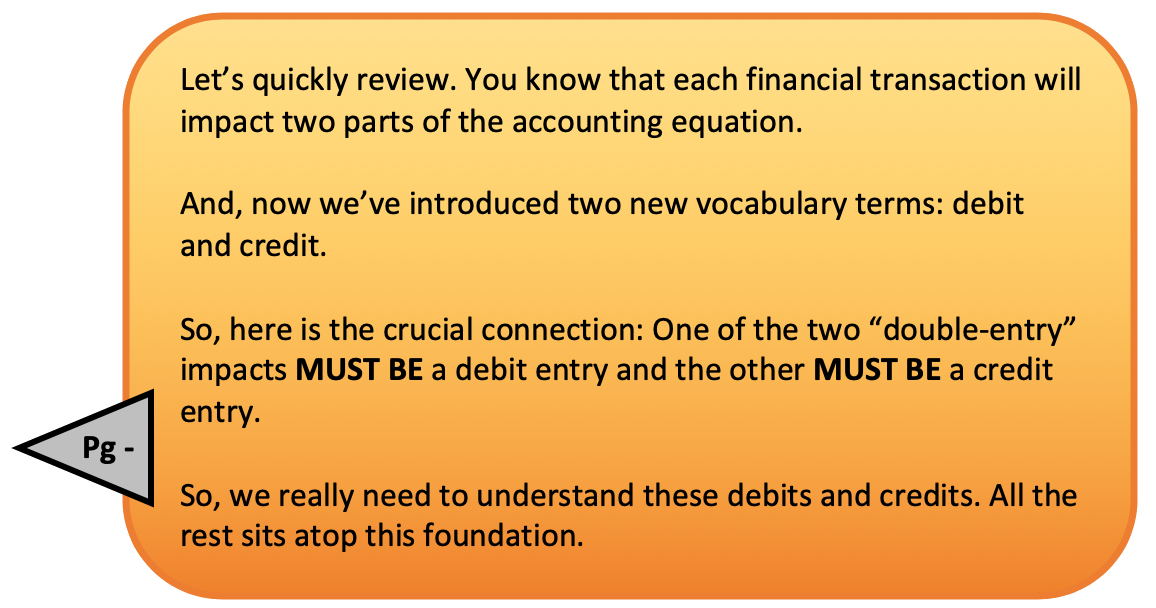 Let’s quickly review. You know that each financial transaction will
impact two parts of the accounting equation.
And, now we’ve introduced two new vocabulary terms: debit
and credit.
So, here is the crucial connection: One of the two “double-entry”
impacts MUST BE a debit entry and the other MUST BE a credit
entry.
Pg -
So, we really need to understand these debits and credits. All the
rest sits atop this foundation.